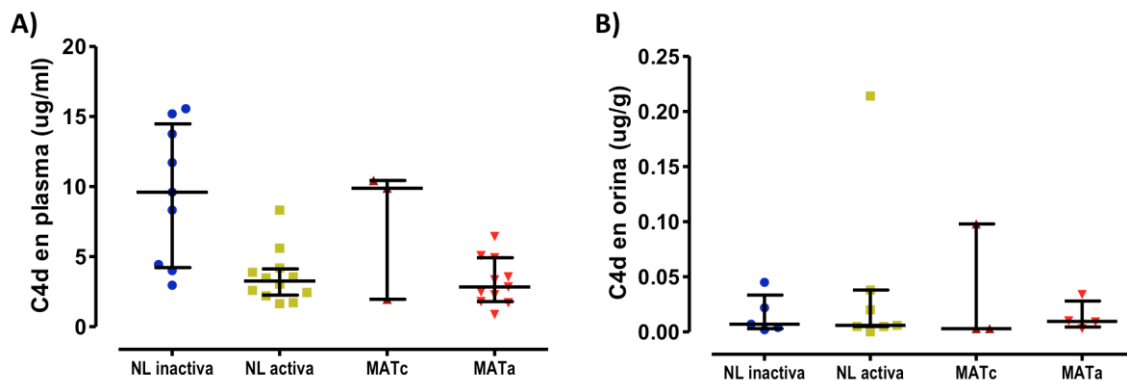 A)
C4d en plasma (ug/ml)
20
15
10
5
0
NL inactiva NL activa MATc MATa
B)
C4d en orina (ug/g)
0.25
0.20
0.15
0.10
0.05
0.00
NL inactiva NL activa MATc MATa